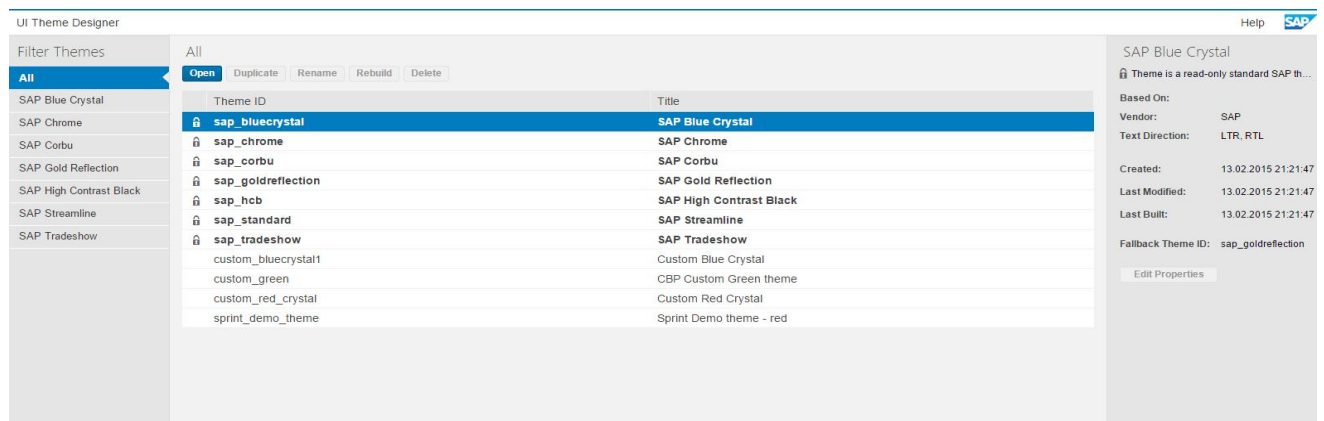 UI Theme Designer
Help SAP
Filter Themes
All
SAP Blue Crystal
SAP Chrome
SAP Corbu
SAP Gold Reflection
SAP High Contrast Black
SAP Streamline
SAP Tradeshow
All
Open Duplicate Rename Rebuild Delete
Theme ID Title
sap_bluecrystal SAP Blue Crystal
sap_chrome SAP Chrome
sap_corbu SAP Corbu
sap_goldreflection SAP Gold Reflection
sap_hcb SAP High Contrast Black
sap_standard SAP Streamline
sap_tradeshow SAP Tradeshow
custom_bluecrystal1 Custom Blue Crystal
custom_green CBP Custom Green theme
custom_red_crystal Custom Red Crystal
sprint_demo_theme Sprint Demo theme - red
SAP Blue Crystal
Theme is a read-only standard SAP th...
Based On:
Vendor: SAP
Text Direction: LTR, RTL
Created: 13.02.2015 21:21:47
Last Modified: 13.02.2015 21:21:47
Last Built: 13.02.2015 21:21:47
Fallback Theme ID: sap_goldreflection
Edit Properties